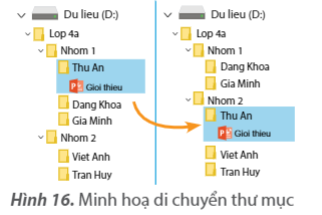 Du lieu (D:)
Lop 4a
Nhom 1
Thu An
Gioi thieu
Dang Khoa
Gia Minh
Nhom 2
Viet Anh
Tran Huy
Du lieu (D:)
Lop 4a
Nhom 1
Dang Khoa
Gia Minh
Nhom 2
Thu An
Gioi thieu
Viet Anh
Tran Huy
Hình 16. Minh hoạ di chuyển thư mục